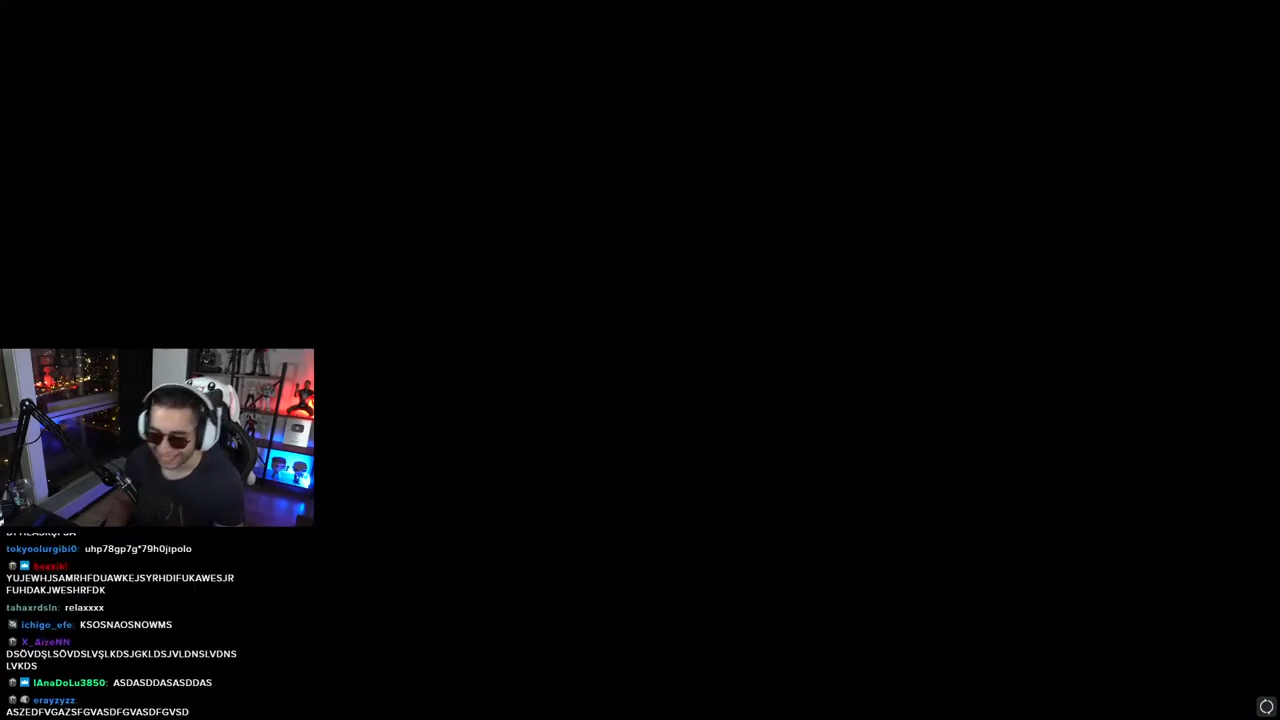 tokyoolurgibi0: uhp78gp7g*79h0jıpolo
YUJEWHJSAMRHFDUAWKEJSYRHDIFUKAWESJR
FUHDAKJWESHRFDK
tahaxrdsln: relaxxxx
ichigo_efe: KSOSNAOSNOWMS
X_AizeNN
DSÖVDŞLSÖVDSLVŞLKDSJGKLDSJVLDNSLVDNS
LVKDS
IAnaDoLu3850: ASDASDDASASDDAS
erayzyzz:
ASZEDFVGAZSFGVASDFGVASDFGVSD